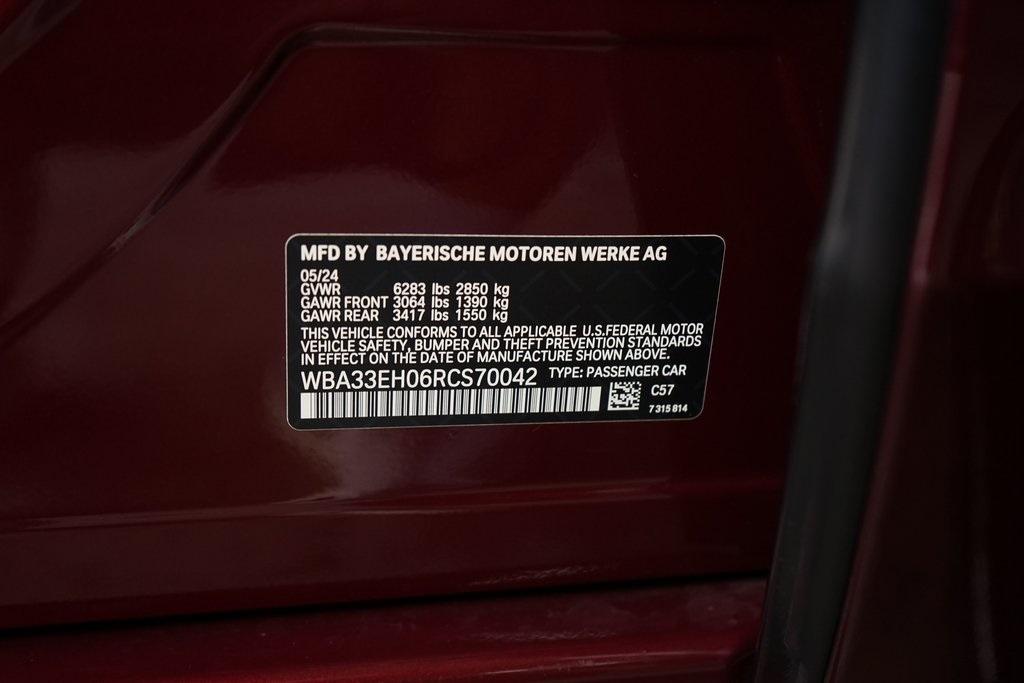 MFD BY BAYERISCHE MOTOREN WERKE AG
05/24
GVWR 6283 lbs 2850 kg
GAWR FRONT 3064 lbs 1390 kg
GAWR REAR 3417 lbs 1550 kg
THIS VEHICLE CONFORMS TO ALL APPLICABLE U.S.FEDERAL MOTOR
VEHICLE SAFETY, BUMPER AND THEFT PREVENTION STANDARDS
IN EFFECT ON THE DATE OF MANUFACTURE SHOWN ABOVE.
WBA33EH06RCS70042 TYPE: PASSENGER CAR
C57
7 315 814